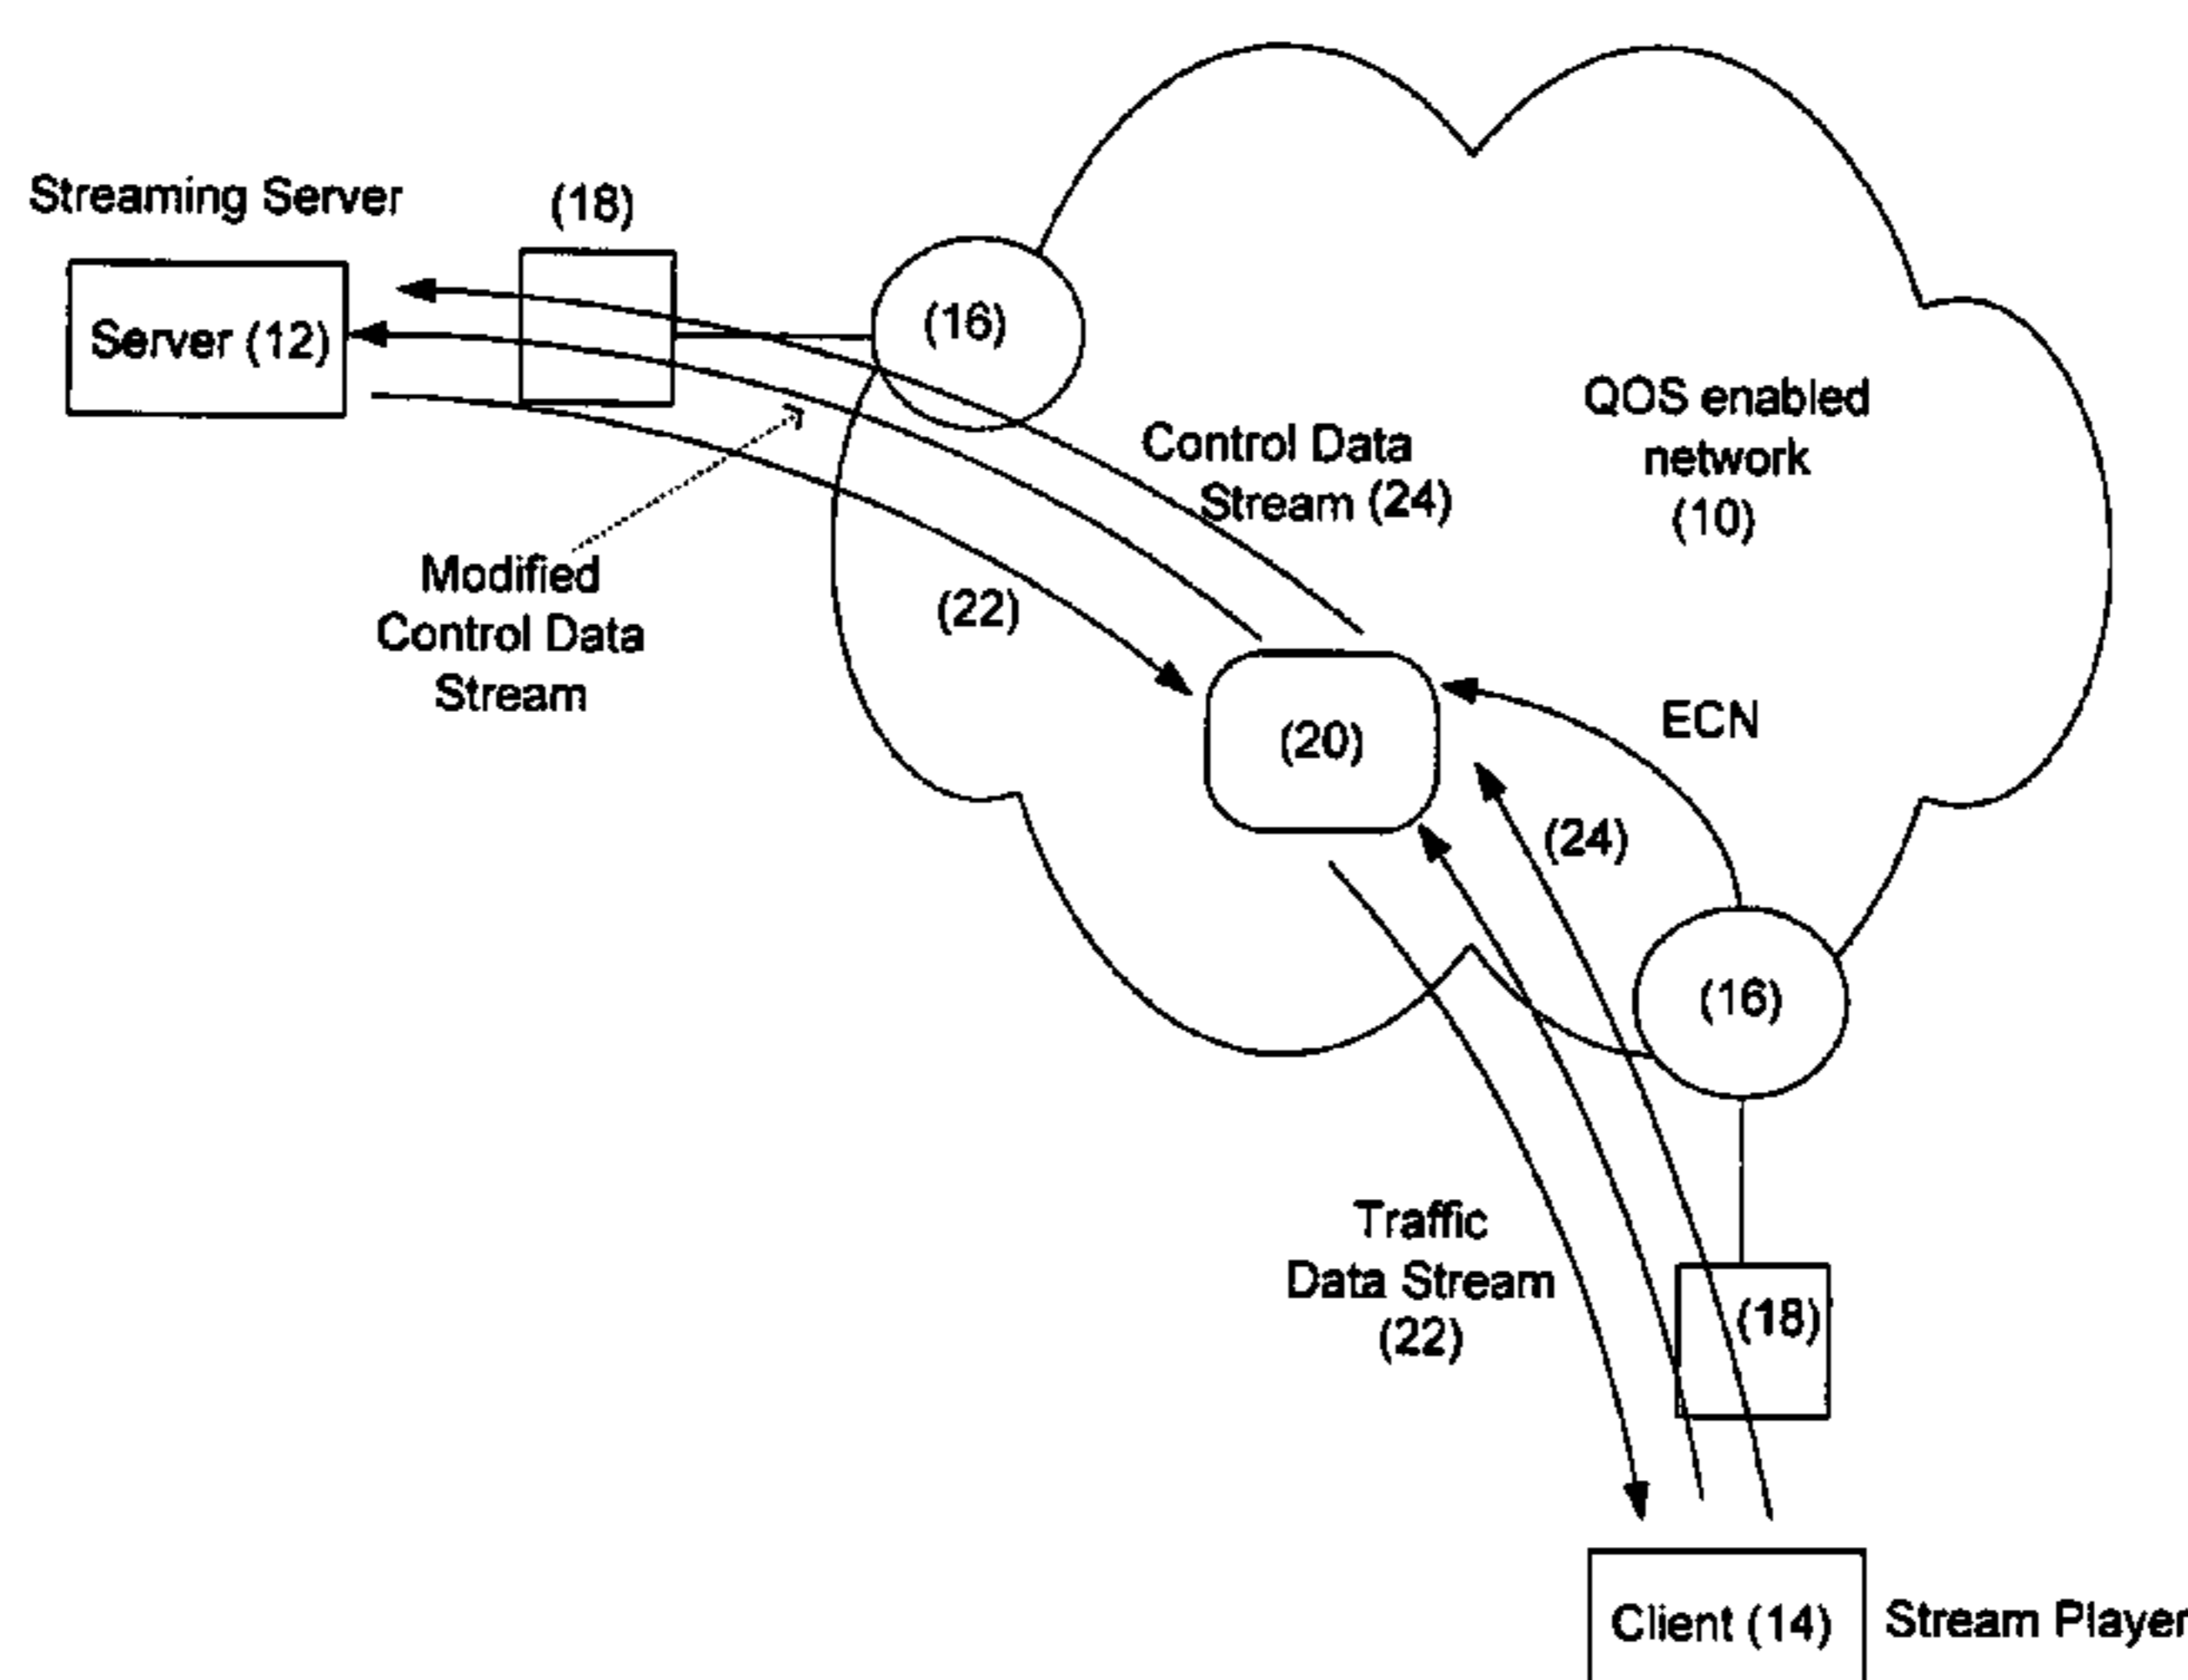 Streaming Server
(18)
Server (12)
(16)
QOS enabled
network
(10)
Control Data
Stream (24)
Modified
Control Data
Stream
(22)
(20)
ECN
(24)
(16)
Traffic
Data Stream
(22)
(18)
Client (14)
Stream Player